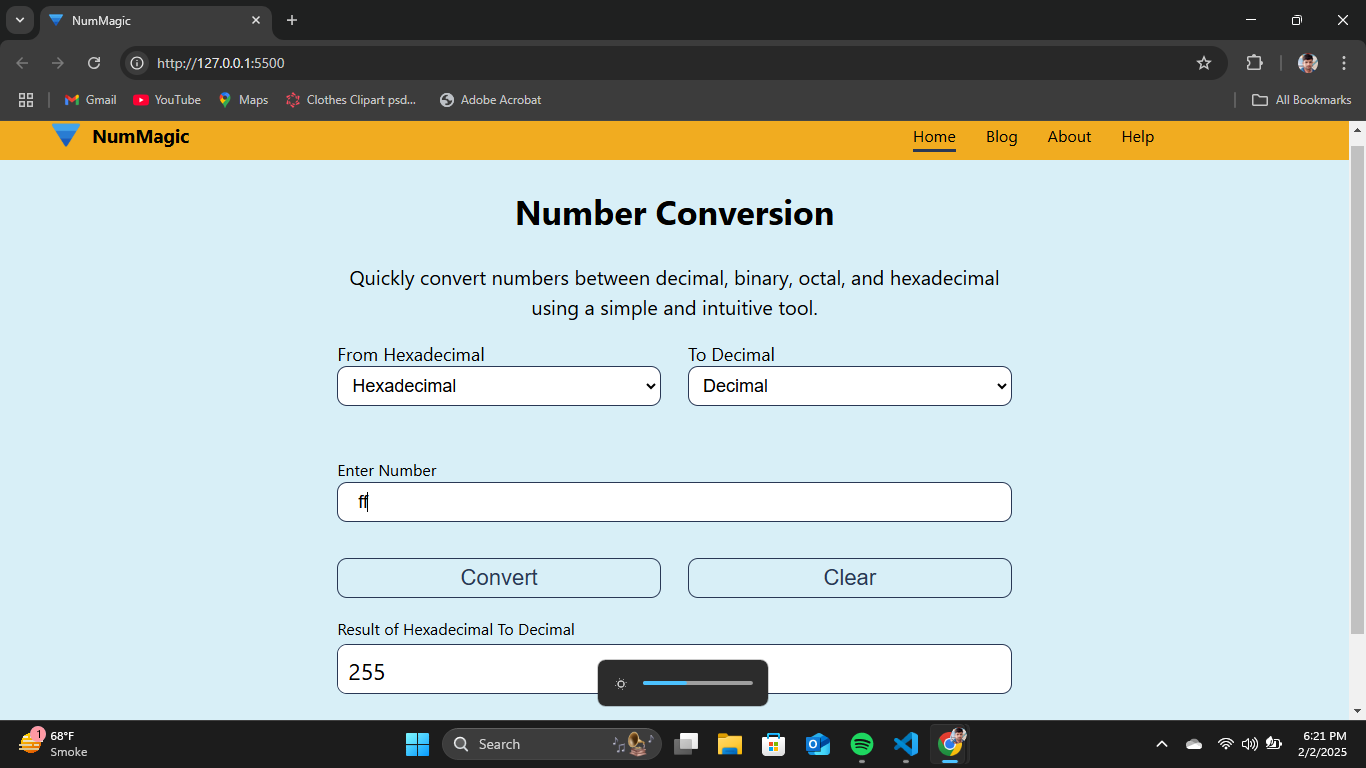 NumMagic
http://127.0.0.1:5500
Gmail
YouTube
Maps
Clothes Clipart psd...
Adobe Acrobat
All Bookmarks
NumMagic
Home
Blog
About
Help
Number Conversion
Quickly convert numbers between decimal, binary, octal, and hexadecimal
using a simple and intuitive tool.
From Hexadecimal
To Decimal
Hexadecimal
Decimal
Enter Number
ff
Convert
Clear
Result of Hexadecimal To Decimal
255
1
68°F
Smoke
Search
6:21 PM
2/2/2025